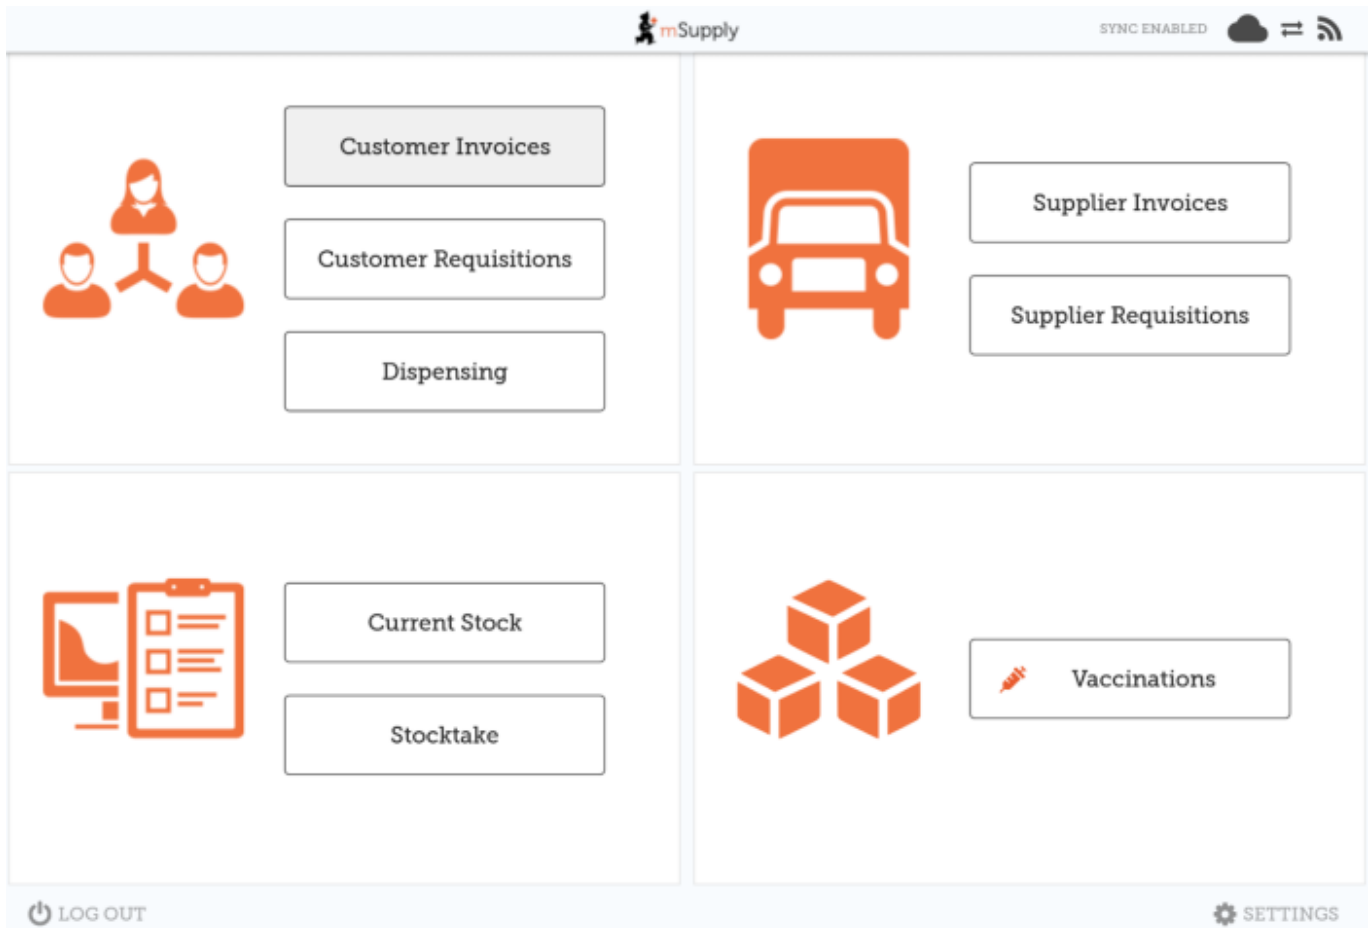 mSupply
SYNC ENABLED
Customer Invoices
Customer Requisitions
Dispensing
Supplier Invoices
Supplier Requisitions
Current Stock
Stocktake
Vaccinations
LOG OUT
SETTINGS